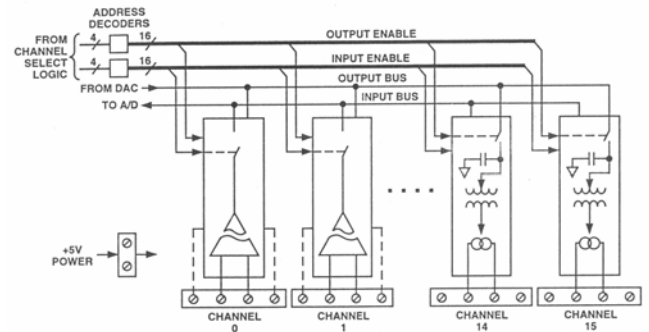 ADDRESS
DECODERS
FROM
CHANNEL
SELECT
LOGIC
4
16
4
16
OUTPUT ENABLE
INPUT ENABLE
OUTPUT BUS
FROM DAC
INPUT BUS
TO A/D
+5V
POWER
CHANNEL
0
CHANNEL
1
CHANNEL
14
CHANNEL
15